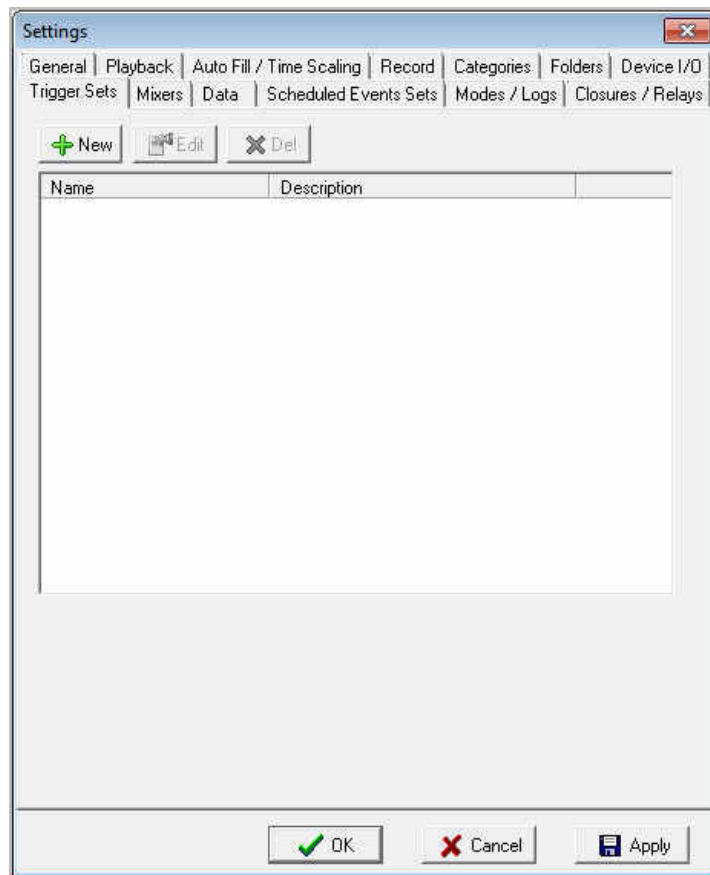 Settings
General Playback Auto Fill / Time Scaling Record Categories Folders Device I/O
Trigger Sets Mixers Data Scheduled Events Sets Modes / Logs Closures / Relays
New Edit Del
Name Description
OK Cancel Apply